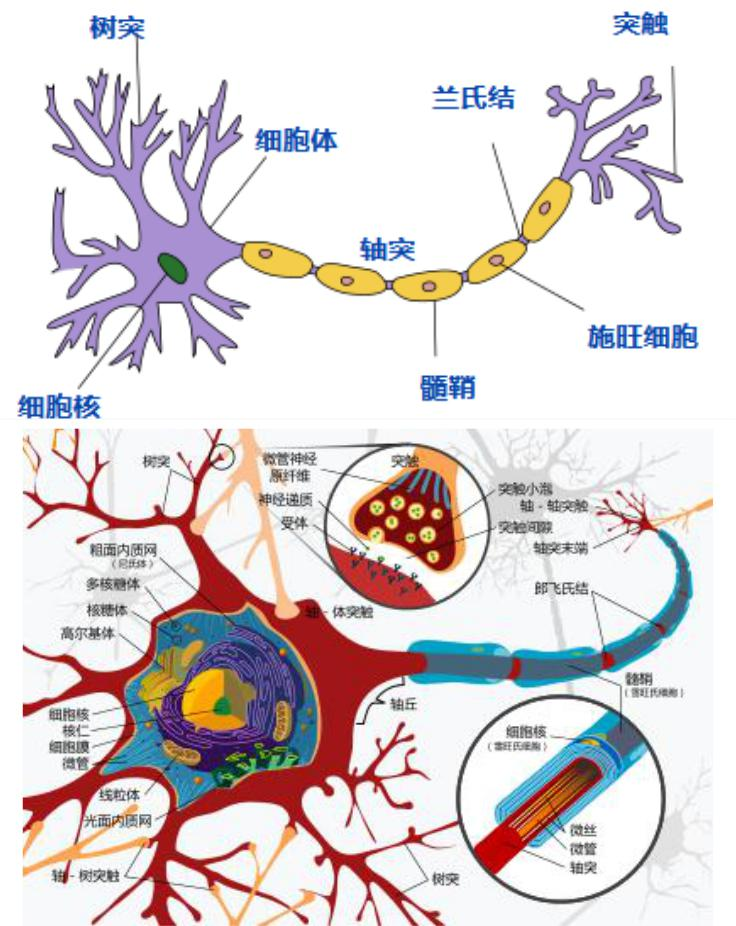 树突
突触
兰氏结
细胞体
轴突
施旺细胞
髓鞘
细胞核
树突
微管神经
原纤维
突触
神经递质
受体
突触小泡
轴-轴突触
突触间隙
轴突末端
粗面内质网
(尼氏体)
多核糖体
核糖体
高尔基体
轴-体突触
郎飞氏结
髓鞘
(雪旺氏细胞)
细胞核
核仁
细胞膜
微管
轴丘
细胞核
(雪旺氏细胞)
线粒体
光面内质网
微丝
微管
轴突
轴-树突触
树突